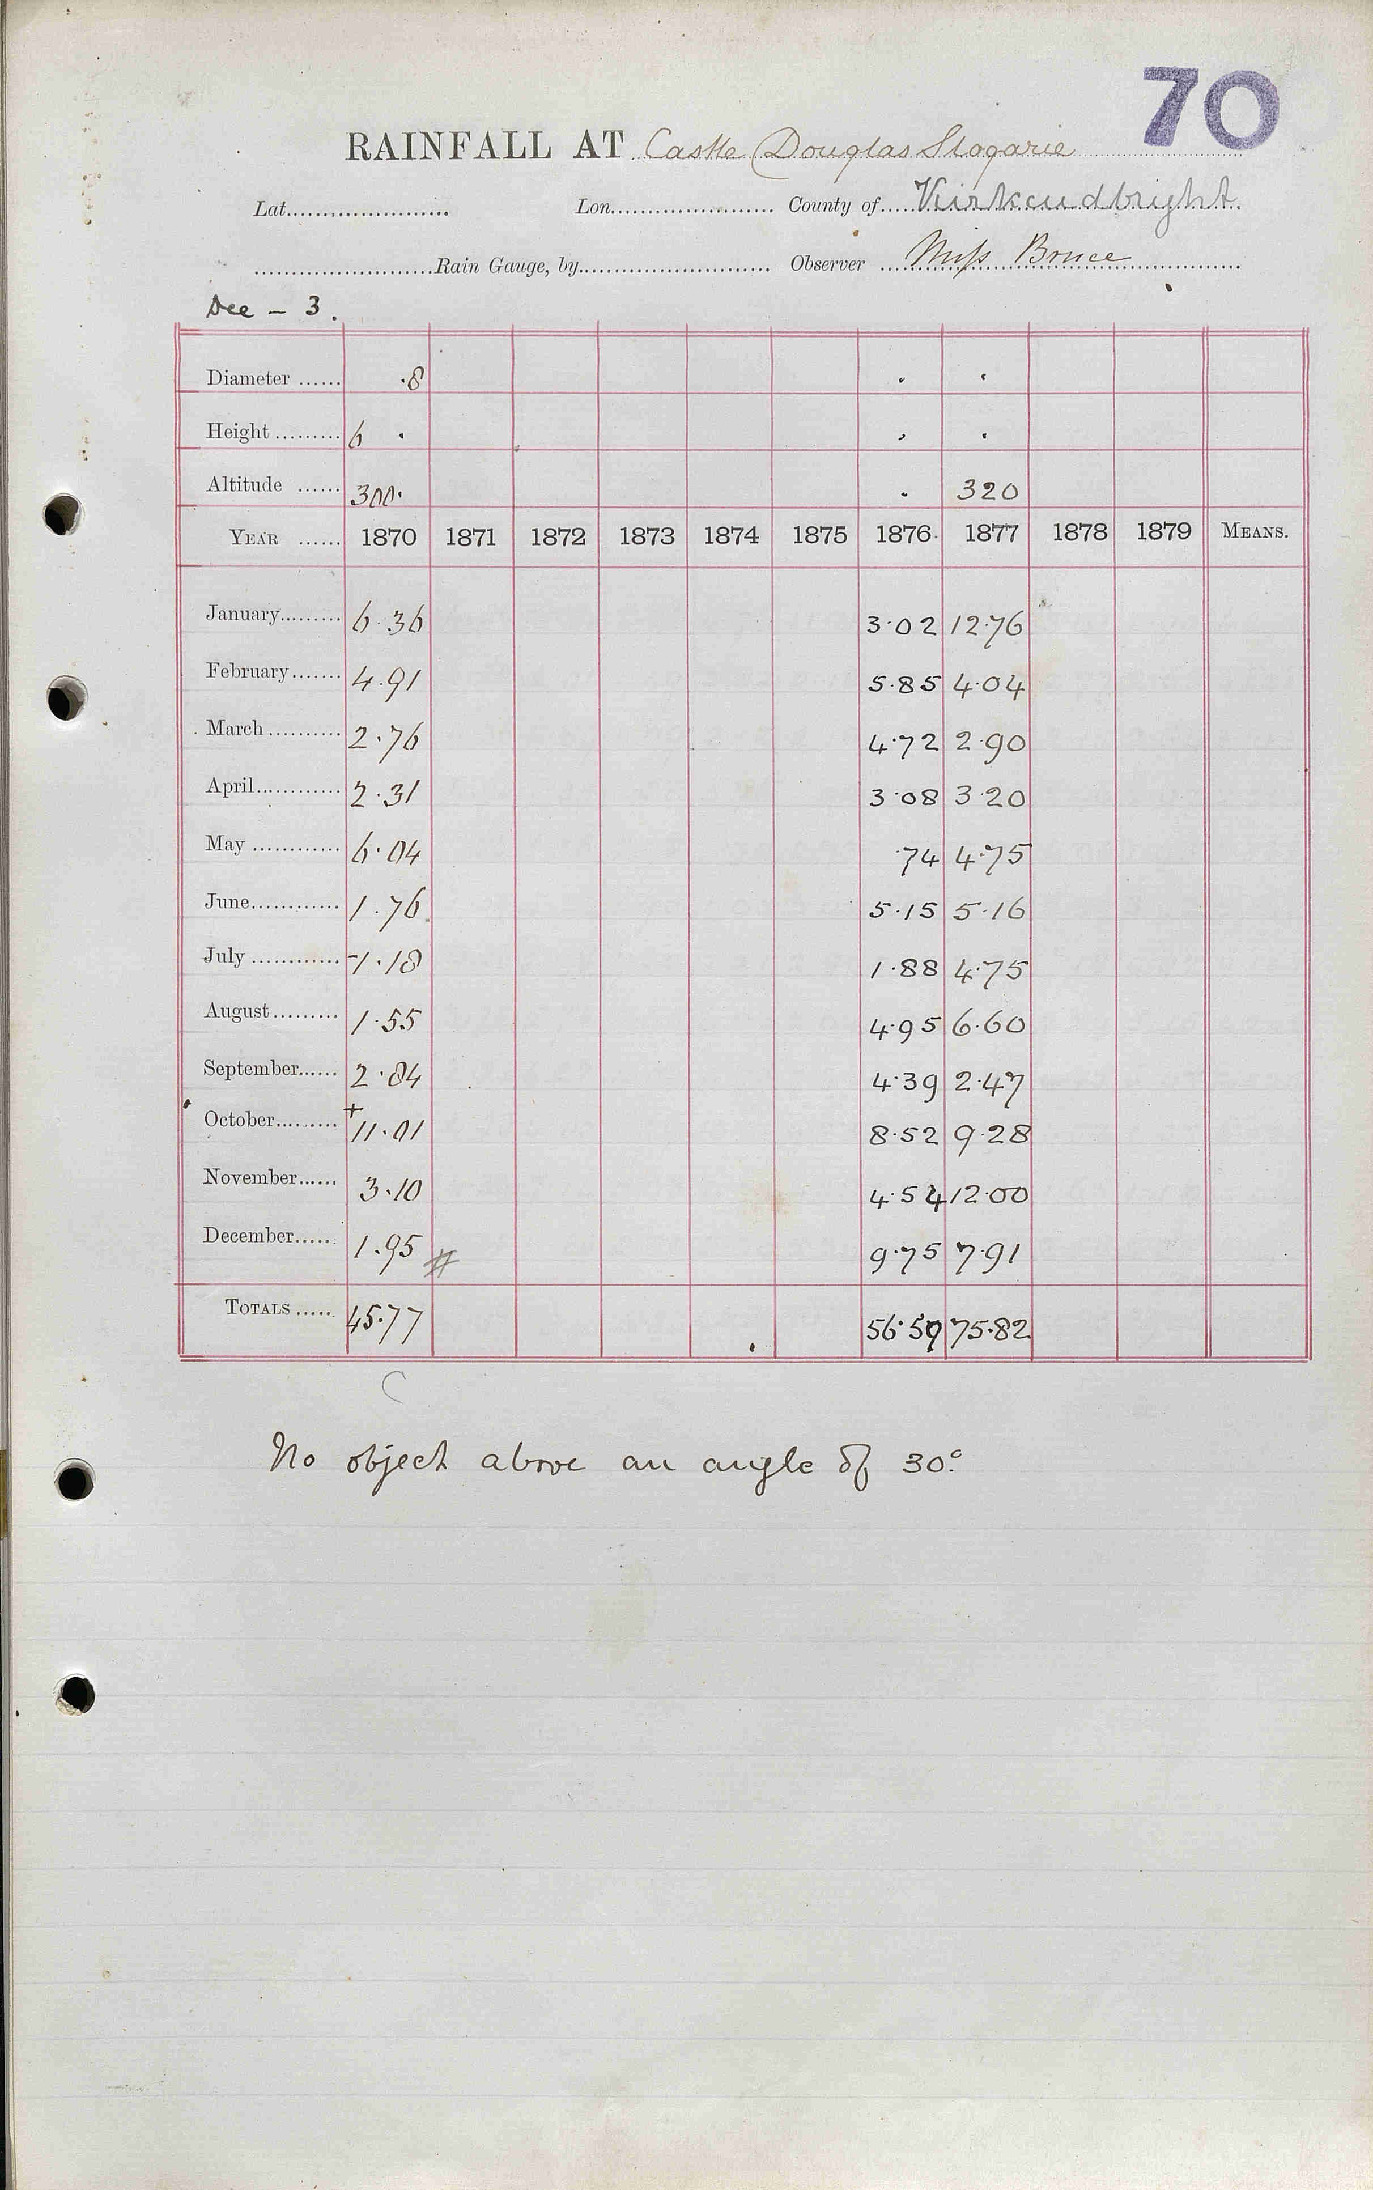 70
RAINFALL AT Castle Douglas Slogarie
Lat. Lon. County of Kirkcudbright
Rain Gauge, by Observer Miss Bruce
Dee - 3.
Diameter ...... .8 . .
Height ......... 6 . . .
Altitude ...... 300. . 320
YEAR ...... 1870 1871 1872 1873 1874 1875 1876 1877 1878 1879 MEANS.
January......... 6.36 3.02 12.76
February....... 4.91 5.85 4.04
March .......... 2.76 4.72 2.90
April............ 2.31 3.08 3.20
May ............ 6.04 .74 4.75
June............ 1.76 5.15 5.16
July ............ 1.18 1.88 4.75
August......... 1.55 4.95 6.60
September...... 2.84 4.39 2.47
October......... +11.01 8.52 9.28
November...... 3.10 4.54 12.00
December..... 1.95 # 9.75 7.91
TOTALS ..... 45.77 56.59 75.82
No object above an angle of 30°.